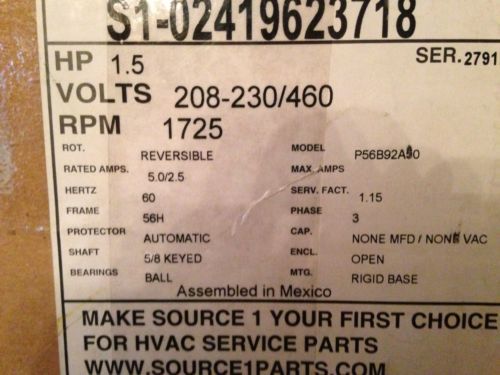 S1-02419623718
HP 1.5 SER. 2791
VOLTS 208-230/460
RPM 1725
ROT. REVERSIBLE MODEL
RATED AMPS. 5.0/2.5 MAX. AMPS
HERTZ 60 SERV. FACT. 1.15
FRAME 56H PHASE 3
PROTECTOR AUTOMATIC CAP. NONE MFD / NONE VAC
SHAFT 5/8 KEYED ENCL. OPEN
BEARINGS BALL MTG. RIGID BASE
Assembled in Mexico
MAKE SOURCE 1 YOUR FIRST CHOICE
FOR HVAC SERVICE PARTS
WWW.SOURCE1PARTS.COM